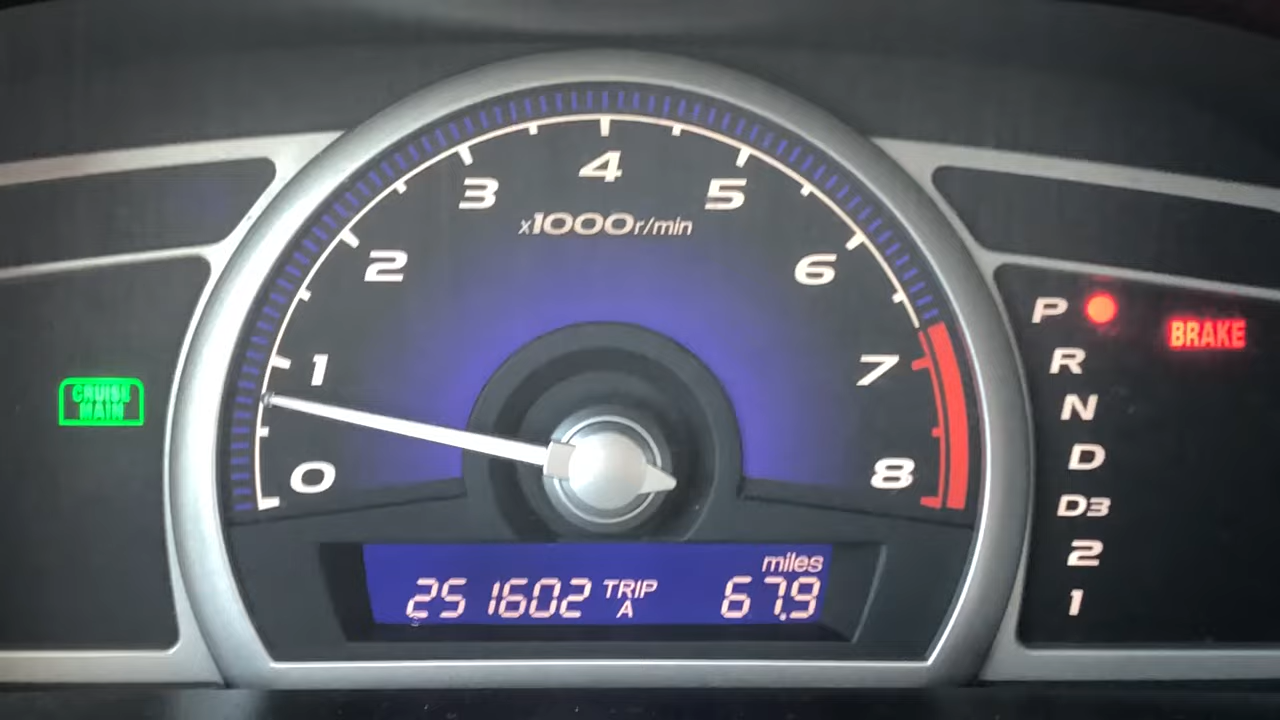 4
3
5
x1000r/min
2
6
1
7
0
8
CRUISE
MAIN
P
BRAKE
R
N
D
D3
2
1
miles
251602 TRIP A 67.9